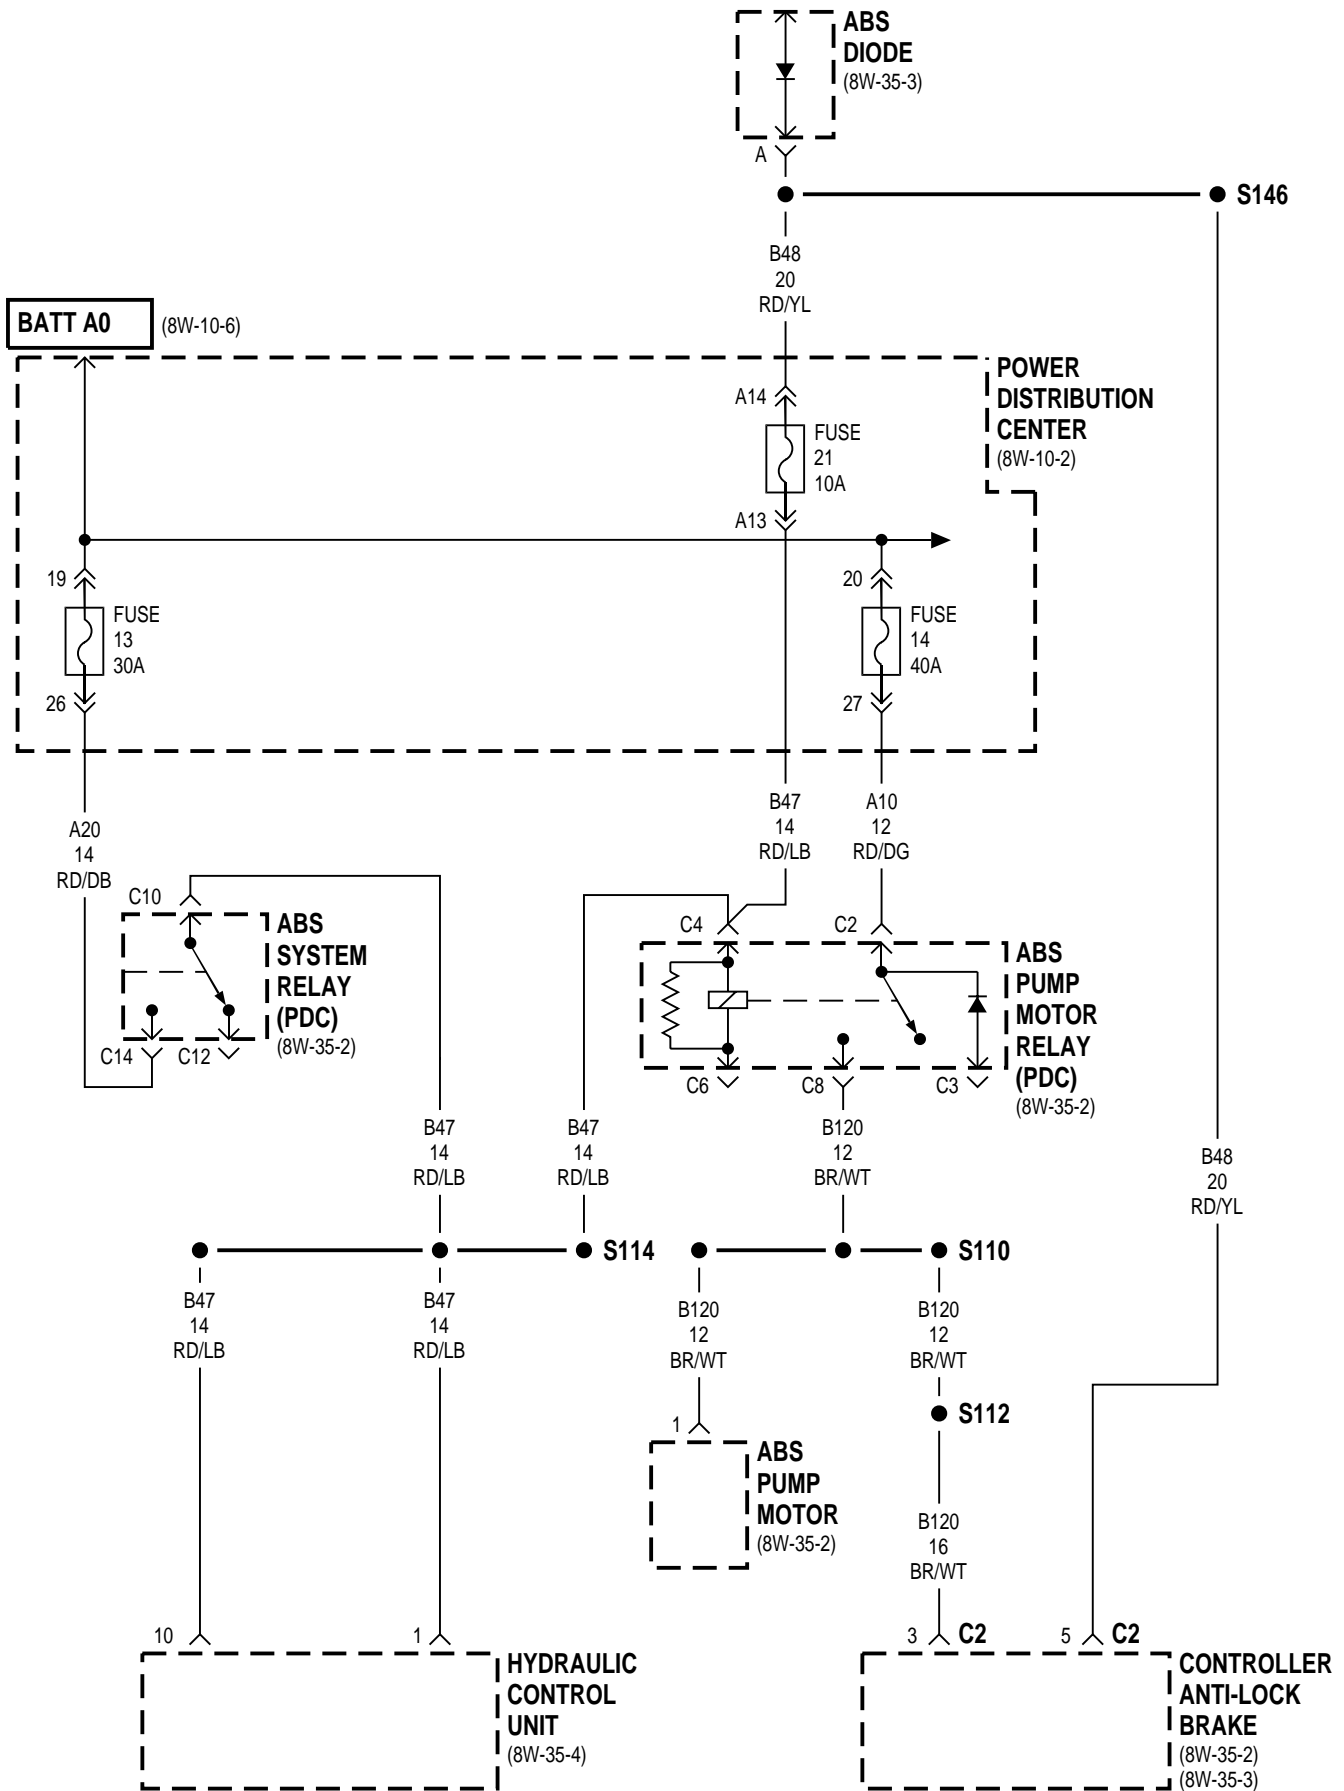 ABS
DIODE
(8W-35-3)
A
S146
B48
20
RD/YL
BATT A0
(8W-10-6)
POWER
DISTRIBUTION
CENTER
(8W-10-2)
A14
FUSE
21
10A
A13
19
FUSE
13
30A
26
20
FUSE
14
40A
27
A20
14
RD/DB
B47
14
RD/LB
A10
12
RD/DG
C10
ABS
SYSTEM
RELAY
(PDC)
(8W-35-2)
C14
C12
C4
C2
ABS
PUMP
MOTOR
RELAY
(PDC)
(8W-35-2)
C6
C8
C3
B47
14
RD/LB
B47
14
RD/LB
B120
12
BR/WT
B48
20
RD/YL
S114
S110
B47
14
RD/LB
B47
14
RD/LB
B120
12
BR/WT
B120
12
BR/WT
S112
1
ABS
PUMP
MOTOR
(8W-35-2)
B120
16
BR/WT
10
1
3
C2
5
C2
HYDRAULIC
CONTROL
UNIT
(8W-35-4)
CONTROLLER
ANTI-LOCK
BRAKE
(8W-35-2)
(8W-35-3)